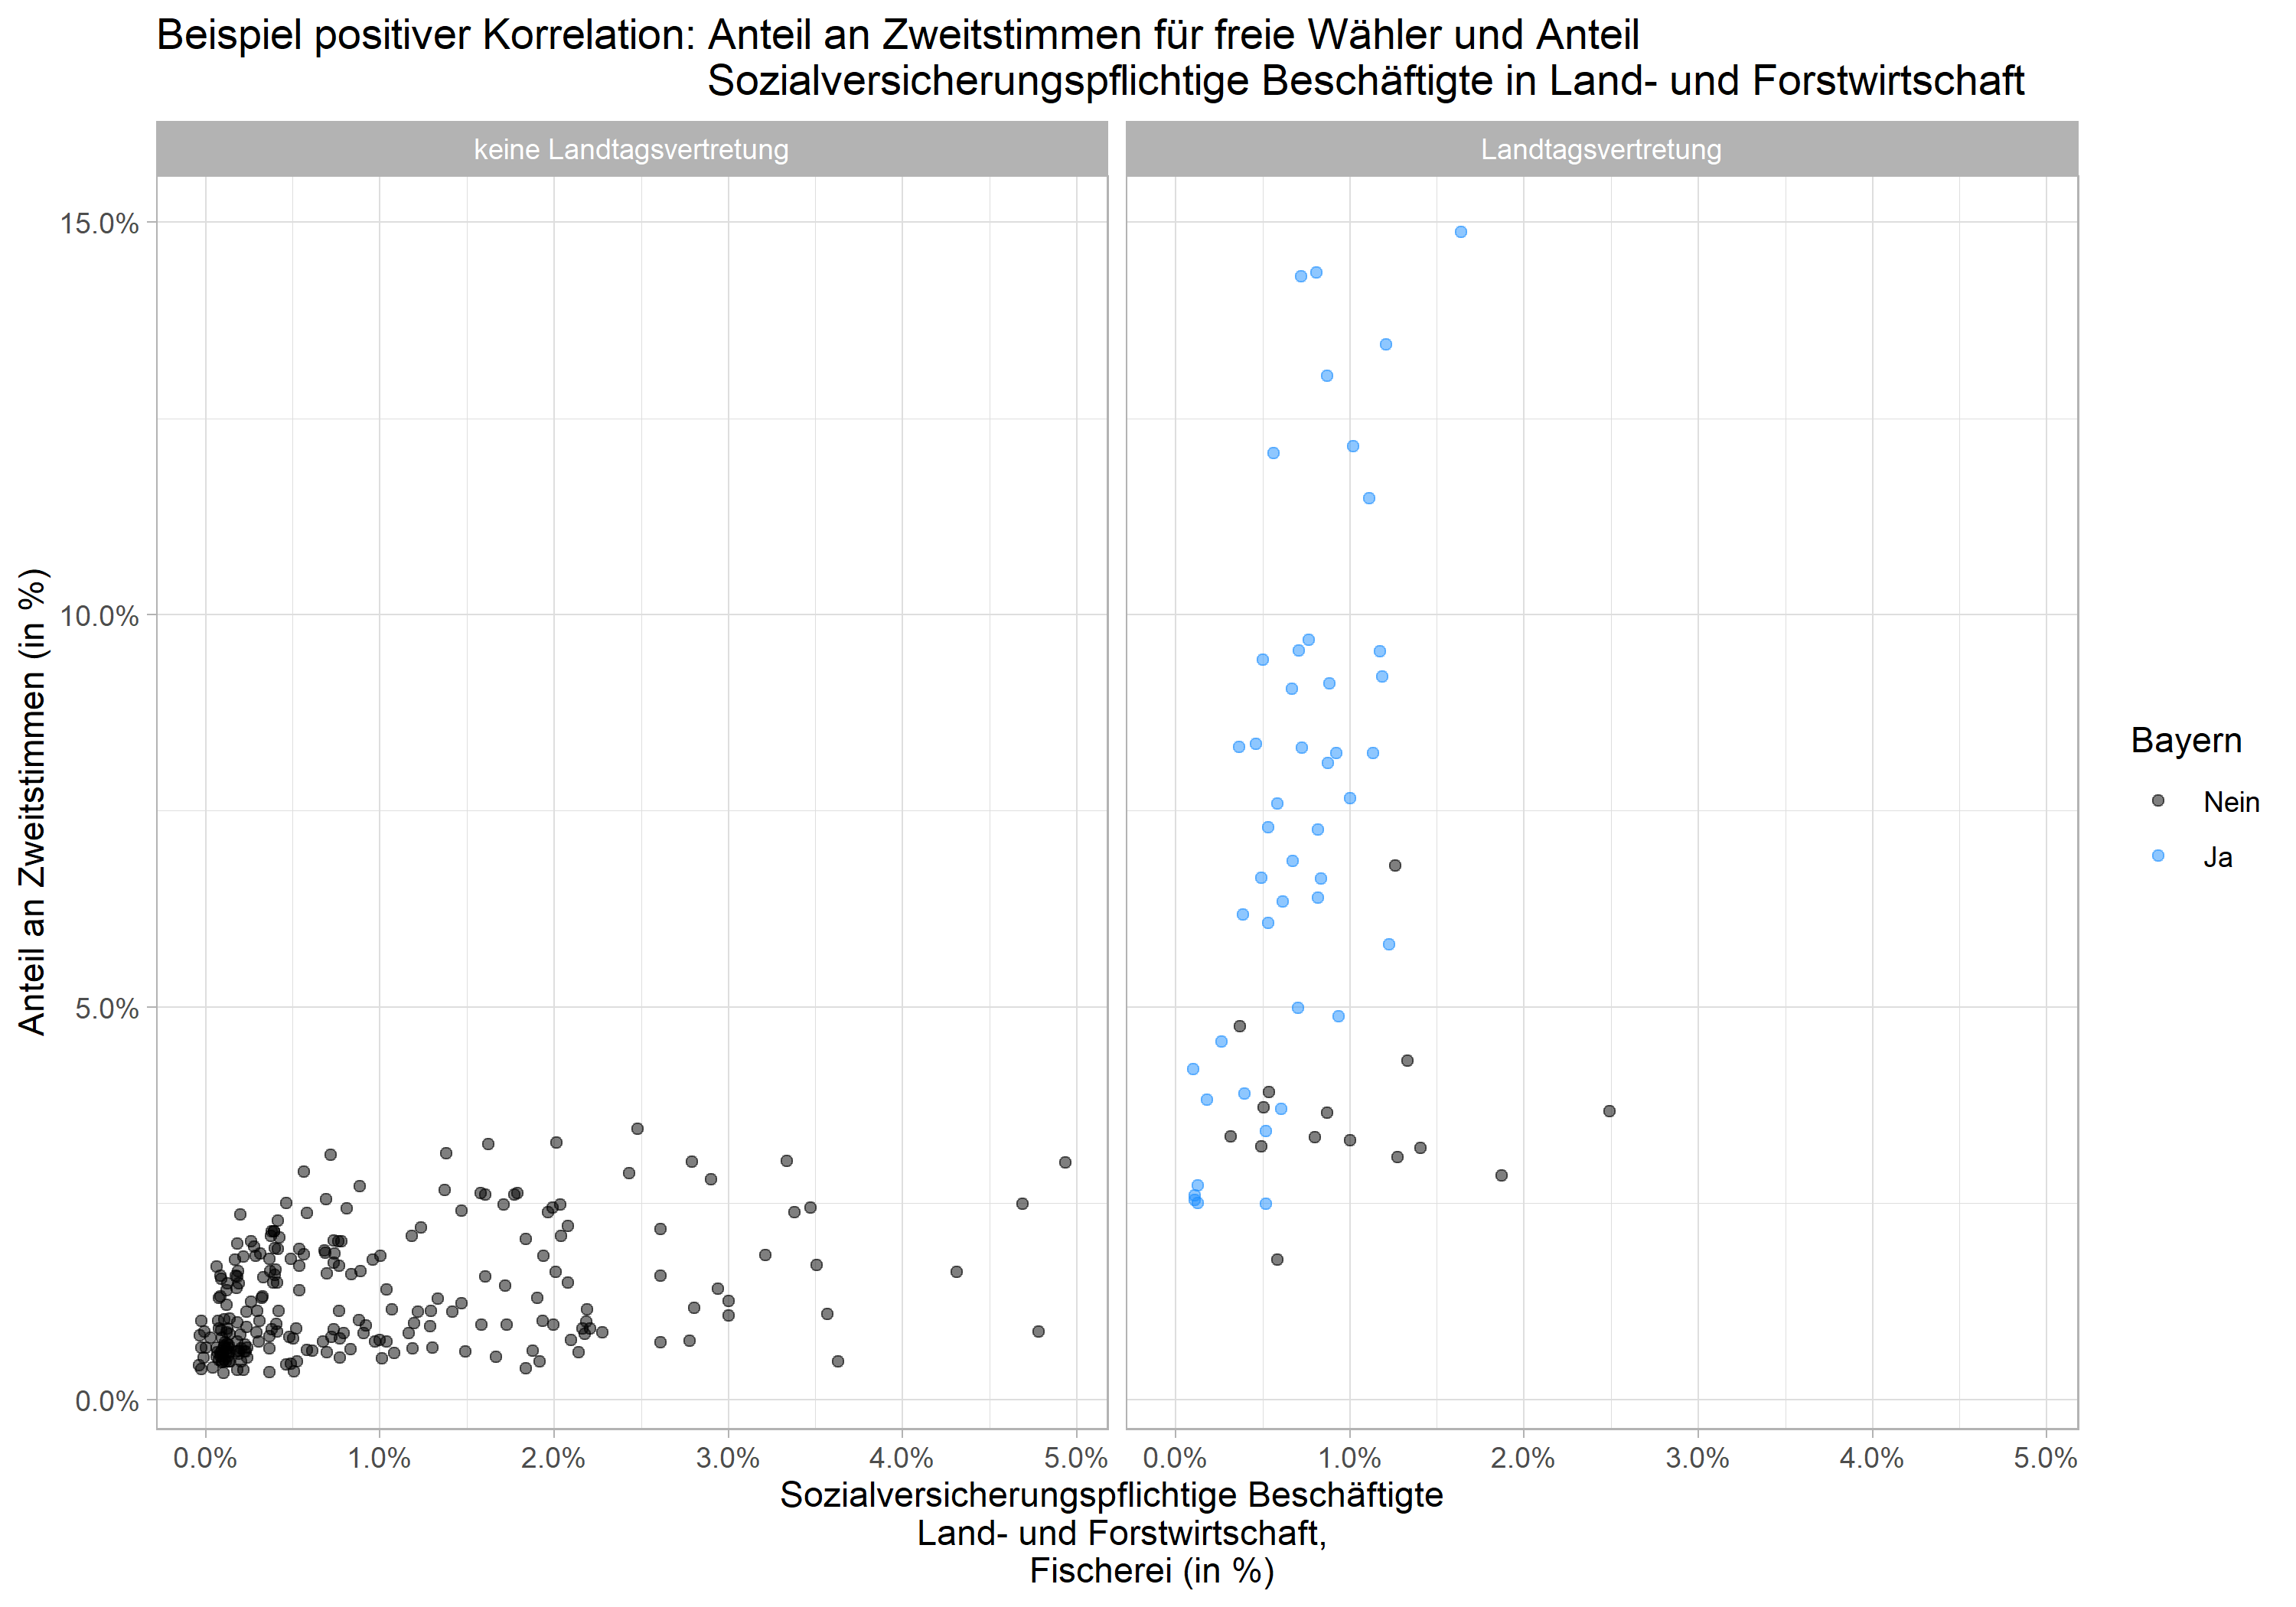 Beispiel positiver Korrelation: Anteil an Zweitstimmen für freie Wähler und Anteil
Sozialversicherungspflichtige Beschäftigte in Land- und Forstwirtschaft
keine Landtagsvertretung
Landtagsvertretung
15.0%
10.0%
5.0%
0.0%
Anteil an Zweitstimmen (in %)
0.0% 1.0% 2.0% 3.0% 4.0% 5.0%
0.0% 1.0% 2.0% 3.0% 4.0% 5.0%
Sozialversicherungspflichtige Beschäftigte
Land- und Forstwirtschaft,
Fischerei (in %)
Bayern
Nein
Ja